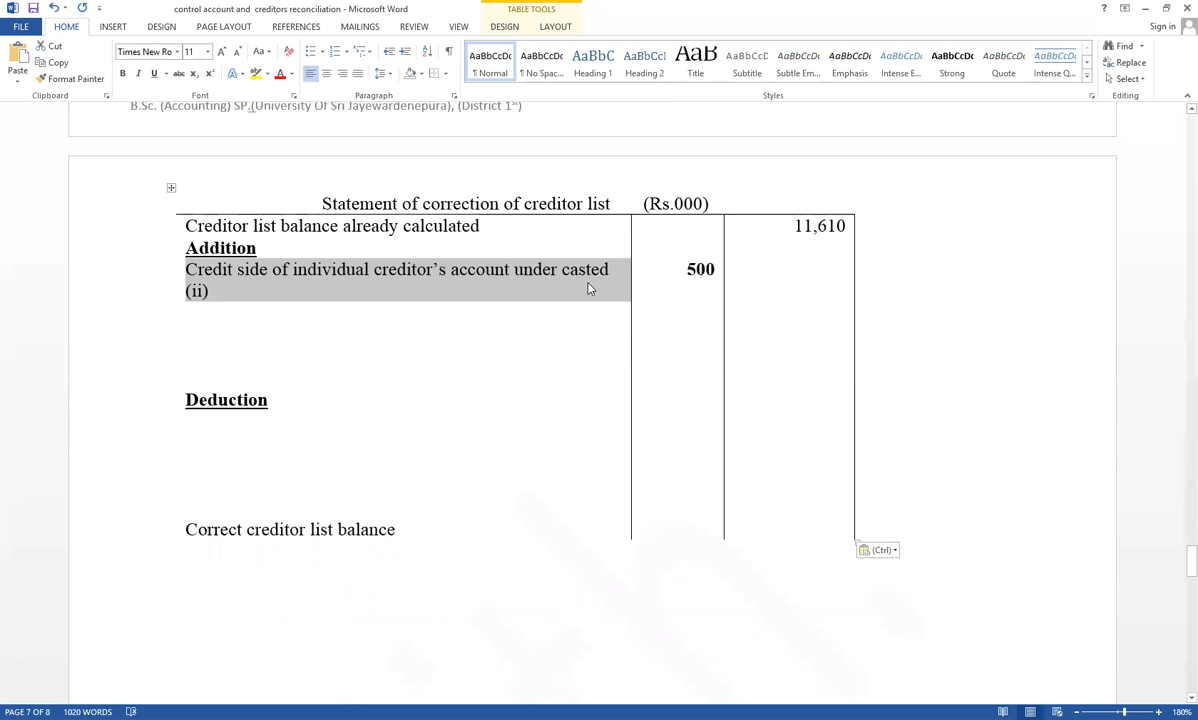 control account and creditors reconciliation - Microsoft Word
TABLE TOOLS
FILE HOME INSERT DESIGN PAGE LAYOUT REFERENCES MAILINGS REVIEW VIEW DESIGN LAYOUT
Sign in
Paste
Cut
Copy
Format Painter
Clipboard
Times New Ro 11
Font
Paragraph
AaBbCcDc AaBbCcDc AaBbC AaBbCcI AaB AaBbCcD AaBbCcDc AaBbCcDc AaBbCcDc AaBbCcDc AaBbCcDc AaBbCcDc
¶ Normal ¶ No Spac... Heading 1 Heading 2 Title Subtitle Subtle Em... Emphasis Intense E... Strong Quote Intense Q...
Styles
Find
Replace
Select
Editing
B.Sc. (Accounting) SP.(University Of Sri Jayewardenepura), (District 1st)
Statement of correction of creditor list (Rs.000)
Creditor list balance already calculated 11,610
Addition
Credit side of individual creditor's account under casted 500
(ii)
Deduction
Correct creditor list balance
(Ctrl)
PAGE 7 OF 8 1020 WORDS
180%